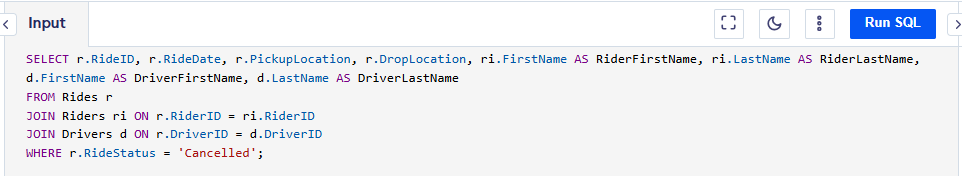 Input
Run SQL
SELECT r.RideID, r.RideDate, r.PickupLocation, r.DropLocation, ri.FirstName AS RiderFirstName, ri.LastName AS RiderLastName,
d.FirstName AS DriverFirstName, d.LastName AS DriverLastName
FROM Rides r
JOIN Riders ri ON r.RiderID = ri.RiderID
JOIN Drivers d ON r.DriverID = d.DriverID
WHERE r.RideStatus = 'Cancelled';